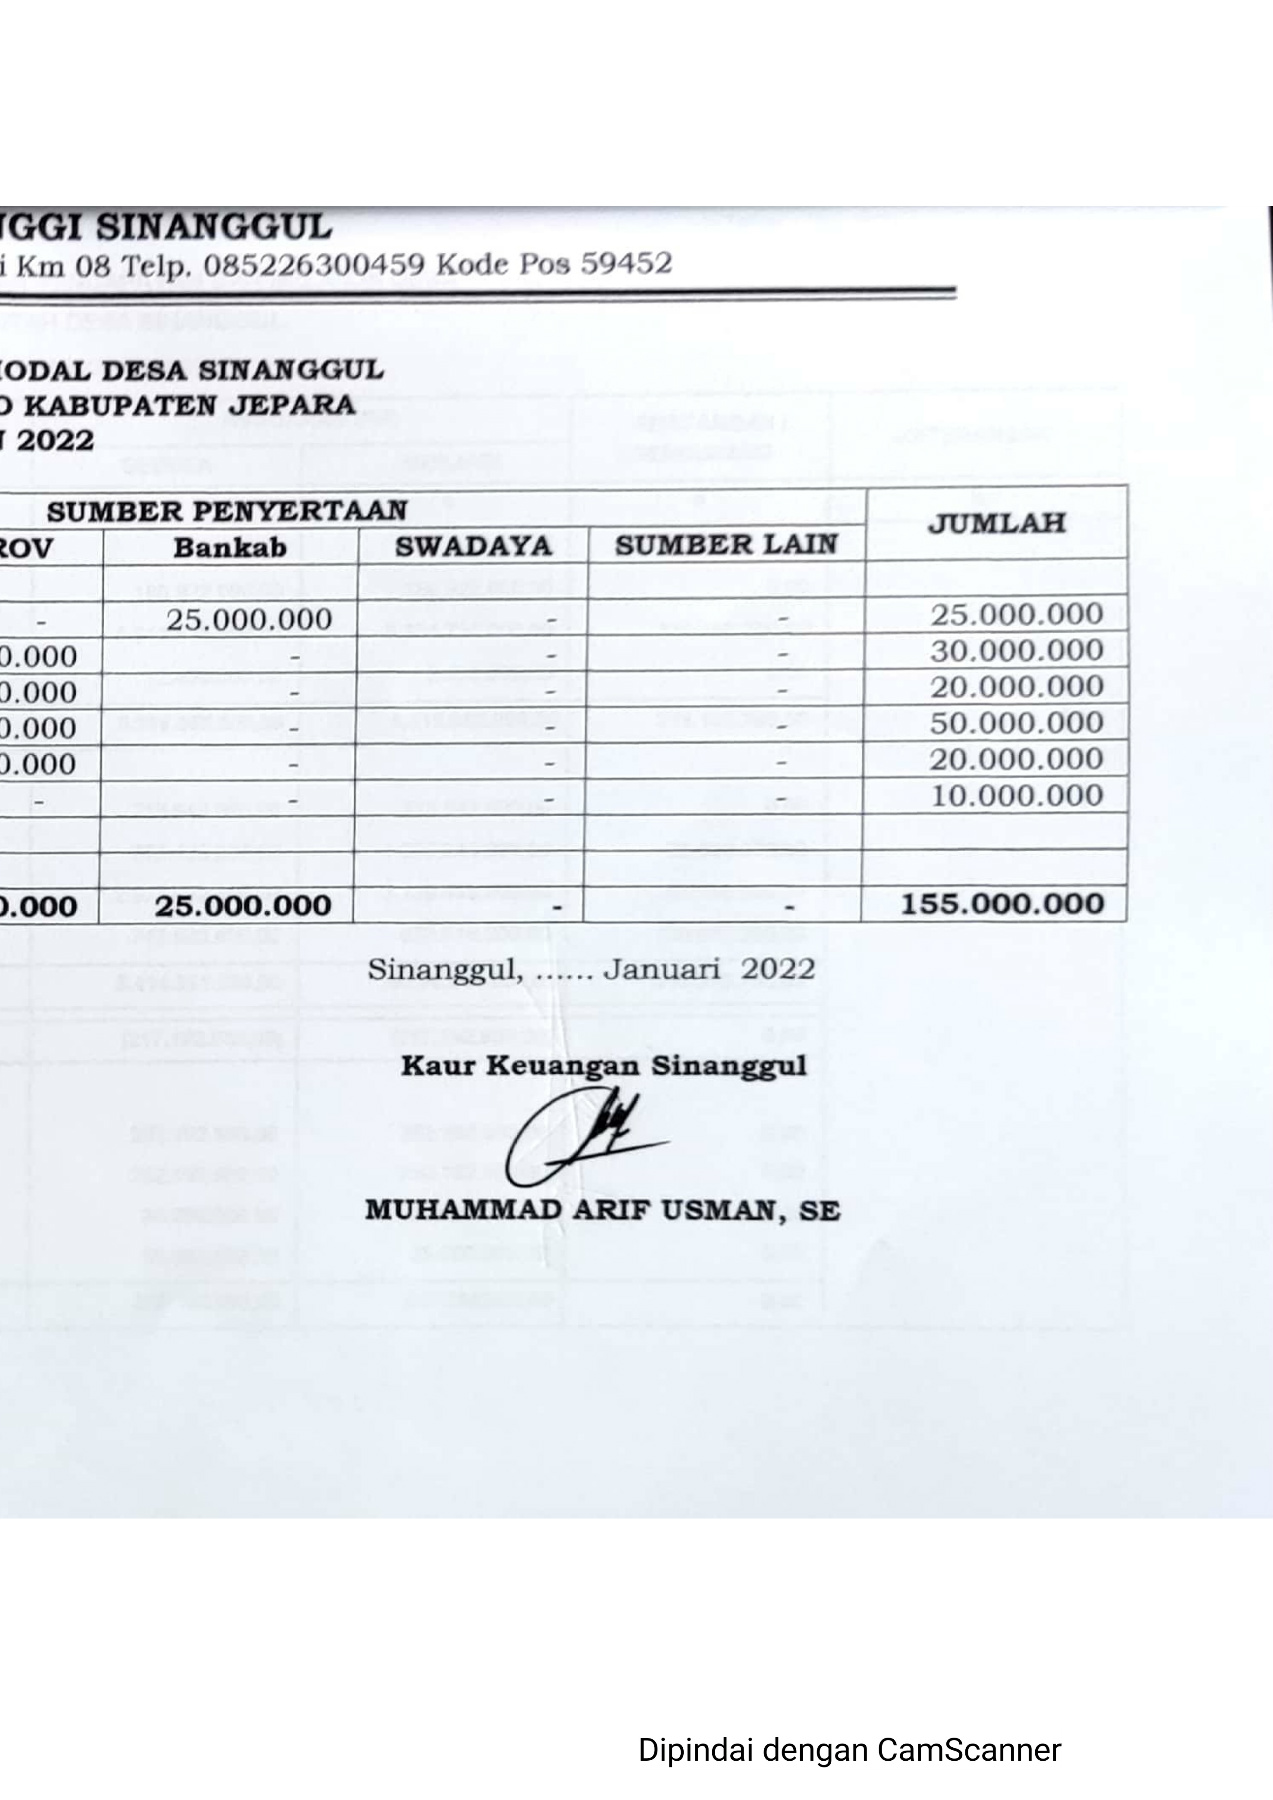 NGGI SINANGGUL
i Km 08 Telp. 085226300459 Kode Pos 59452
ODAL DESA SINANGGUL
O KABUPATEN JEPARA
N 2022
SUMBER PENYERTAAN JUMLAH
ROV Bankab SWADAYA SUMBER LAIN
- 25.000.000 - - 25.000.000
0.000 - - - 30.000.000
0.000 - - - 20.000.000
0.000 - - - 50.000.000
0.000 - - - 20.000.000
- - - - 10.000.000
0.000 25.000.000 - - 155.000.000
Sinanggul, ...... Januari 2022
Kaur Keuangan Sinanggul
MUHAMMAD ARIF USMAN, SE
Dipindai dengan CamScanner